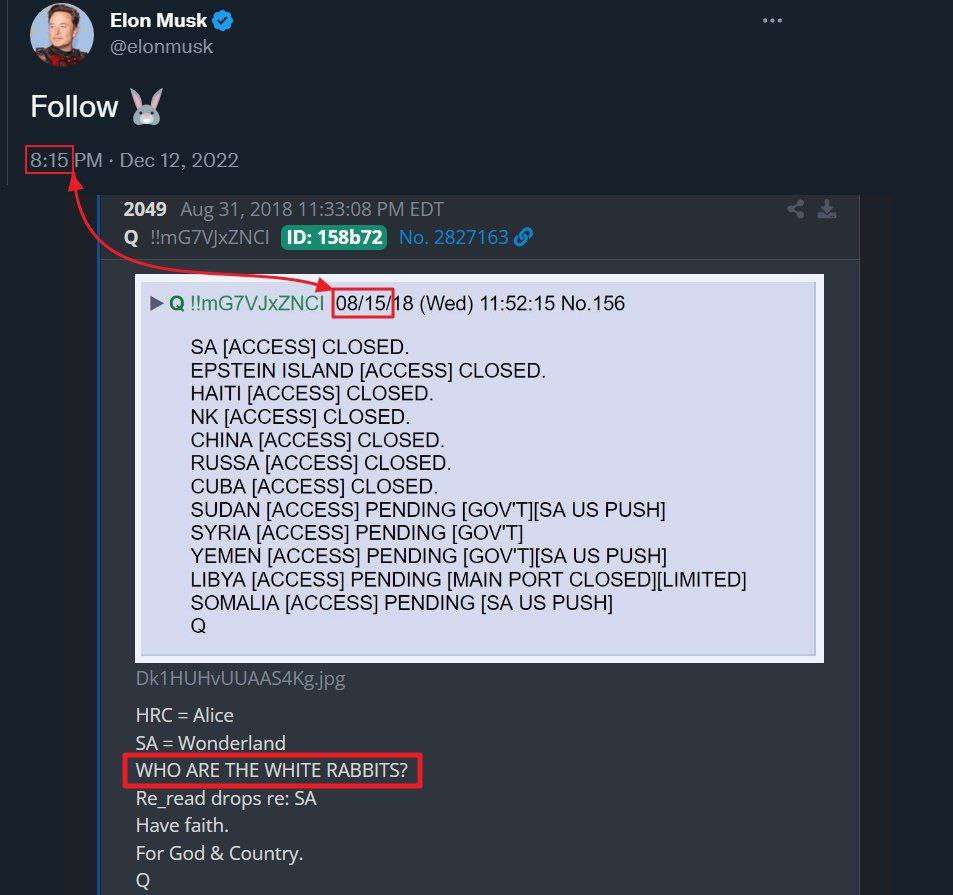 Elon Musk
@elonmusk
Follow 🐰
8:15 PM · Dec 12, 2022
2049 Aug 31, 2018 11:33:08 PM EDT
Q !!mG7VJxZNCI ID: 158b72 No. 2827163
Q !!mG7VJxZNCI 08/15/18 (Wed) 11:52:15 No.156
SA [ACCESS] CLOSED.
EPSTEIN ISLAND [ACCESS] CLOSED.
HAITI [ACCESS] CLOSED.
NK [ACCESS] CLOSED.
CHINA [ACCESS] CLOSED.
RUSSA [ACCESS] CLOSED.
CUBA [ACCESS] CLOSED.
SUDAN [ACCESS] PENDING [GOV'T][SA US PUSH]
SYRIA [ACCESS] PENDING [GOV'T]
YEMEN [ACCESS] PENDING [GOV'T][SA US PUSH]
LIBYA [ACCESS] PENDING [MAIN PORT CLOSED][LIMITED]
SOMALIA [ACCESS] PENDING [SA US PUSH]
Q
Dk1HUHvUUAAS4Kg.jpg
HRC = Alice
SA = Wonderland
WHO ARE THE WHITE RABBITS?
Re_read drops re: SA
Have faith.
For God & Country.
Q